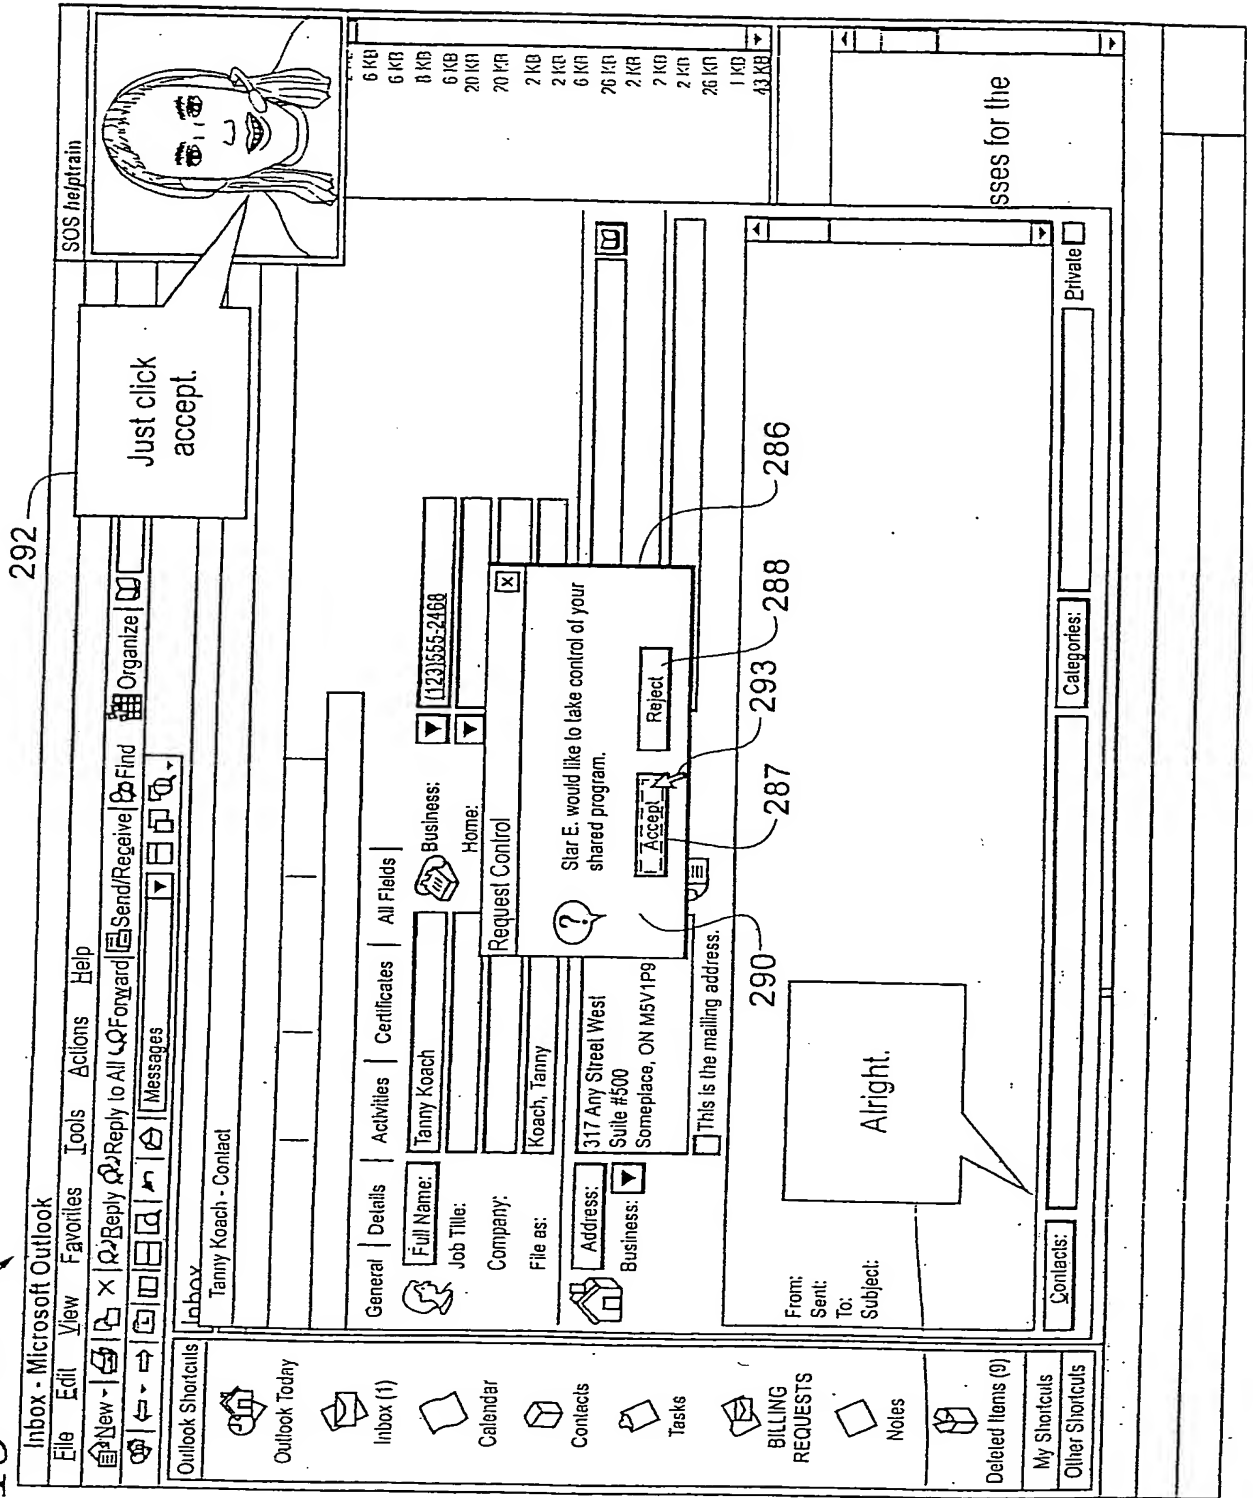 292
Inbox - Microsoft Outlook
File Edit View Favorites Tools Actions Help
SOS helptrain
New Reply Reply to All Forward Send/Receive Find Organize
Messages
Just click
accept.
Outlook Shortcuts
Inbox
Tanny Koach - Contact
Outlook Today
Inbox (1)
Calendar
Contacts
Tasks
BILLING
REQUESTS
Notes
Deleted Items (9)
My Shortcuts
Other Shortcuts
General Details Activities Certificates All Fields
Full Name: Tanny Koach
Business: (123)555-2468
Job Title:
Home:
Company:
File as: Koach, Tanny
Address: 317 Any Street West
Business: Suite #500
Someplace, ON M5V1P9
This is the mailing address.
Request Control
X
Star E. would like to take control of your
shared program.
?
Accept Reject
286
288
293
287
290
6 KB
6 KB
8 KB
6 KB
20 KB
20 KB
2 KB
2 KB
6 KB
26 KB
2 KB
2 KB
2 KB
26 KB
1 KB
43 KB
sses for the
Alright.
From:
Sent:
To:
Subject:
Contacts: Categories: Private